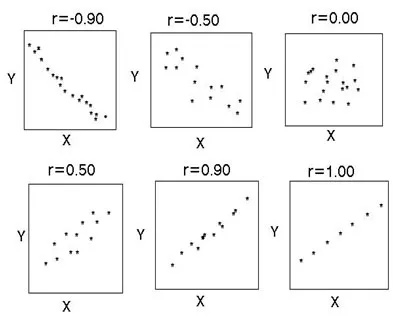 r=-0.90 r=-0.50 r=0.00
Y Y Y
X X X
r=0.50 r=0.90 r=1.00
Y Y Y
X X X